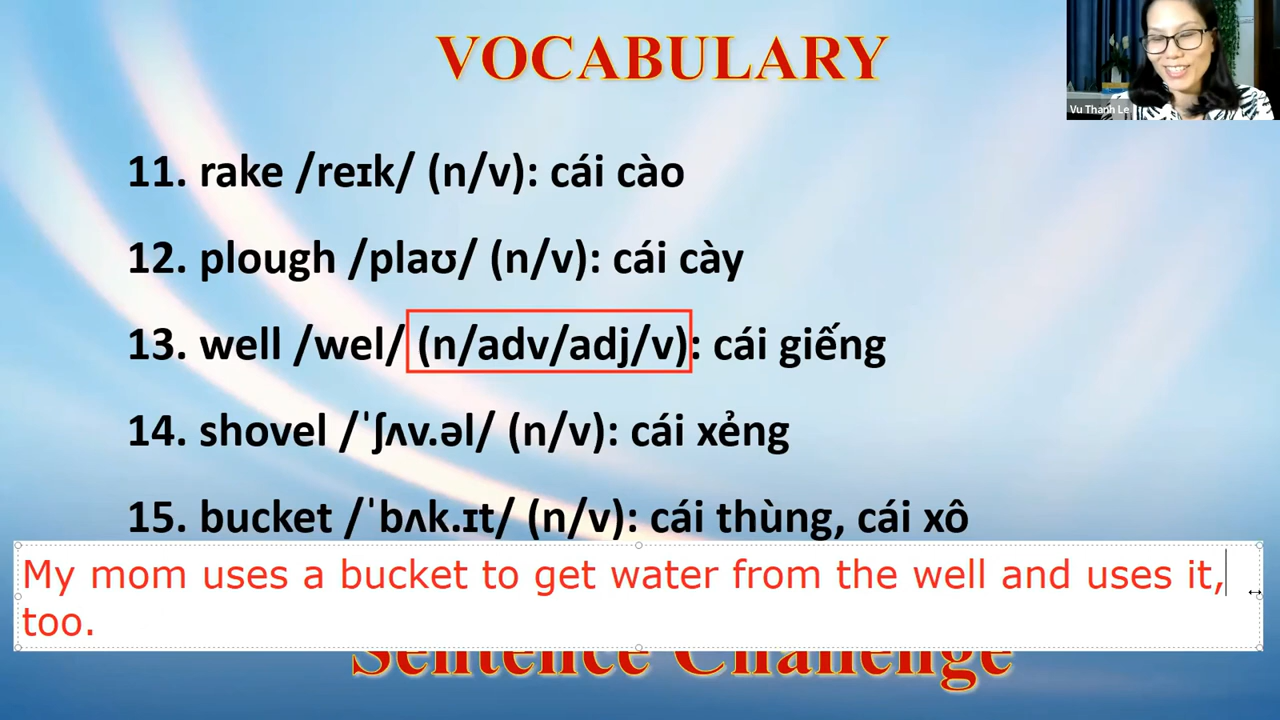 VOCABULARY
Vu Thanh Le
11. rake /reɪk/ (n/v): cái cào
12. plough /plaʊ/ (n/v): cái cày
13. well /wel/ (n/adv/adj/v): cái giếng
14. shovel /ˈʃʌv.əl/ (n/v): cái xẻng
15. bucket /ˈbʌk.ɪt/ (n/v): cái thùng, cái xô
My mom uses a bucket to get water from the well and uses it,
too.
Sentence Challenge